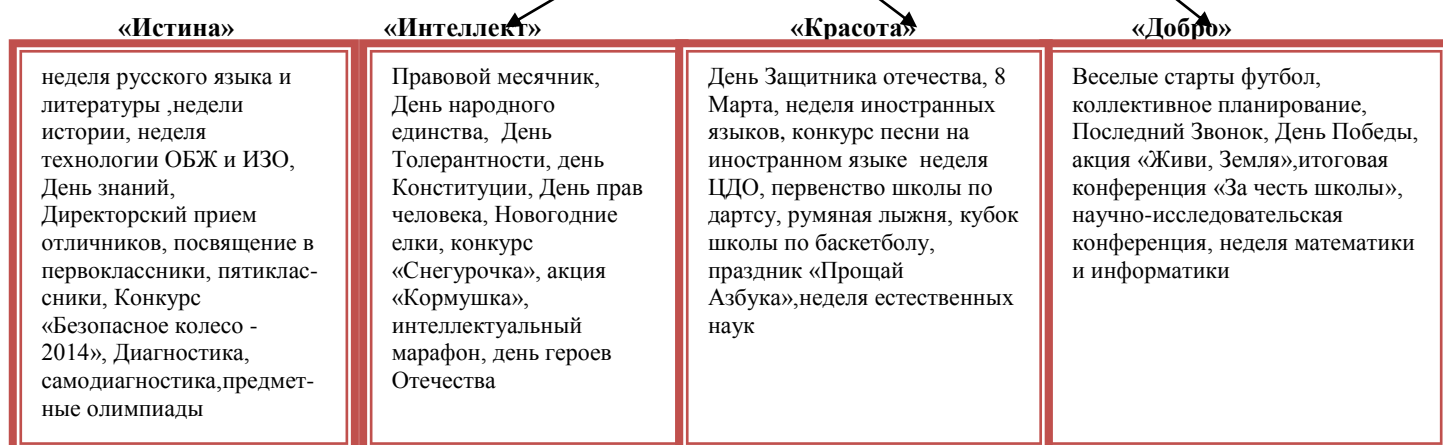 «Истина»
«Интеллект»
«Красота»
«Добро»
неделя русского языка и
литературы ,недели
истории, неделя
технологии ОБЖ и ИЗО,
День знаний,
Директорский прием
отличников, посвящение в
первоклассники, пятиклас-
сники, Конкурс
«Безопасное колесо -
2014», Диагностика,
самодиагностика,предмет-
ные олимпиады
Правовой месячник,
День народного
единства, День
Толерантности, день
Конституции, День прав
человека, Новогодние
елки, конкурс
«Снегурочка», акция
«Кормушка»,
интеллектуальный
марафон, день героев
Отечества
День Защитника отечества, 8
Марта, неделя иностранных
языков, конкурс песни на
иностранном языке неделя
ЦДО, первенство школы по
дартсу, румяная лыжня, кубок
школы по баскетболу,
праздник «Прощай
Азбука»,неделя естественных
наук
Веселые старты футбол,
коллективное планирование,
Последний Звонок, День Победы,
акция «Живи, Земля»,итоговая
конференция «За честь школы»,
научно-исследовательская
конференция, неделя математики
и информатики